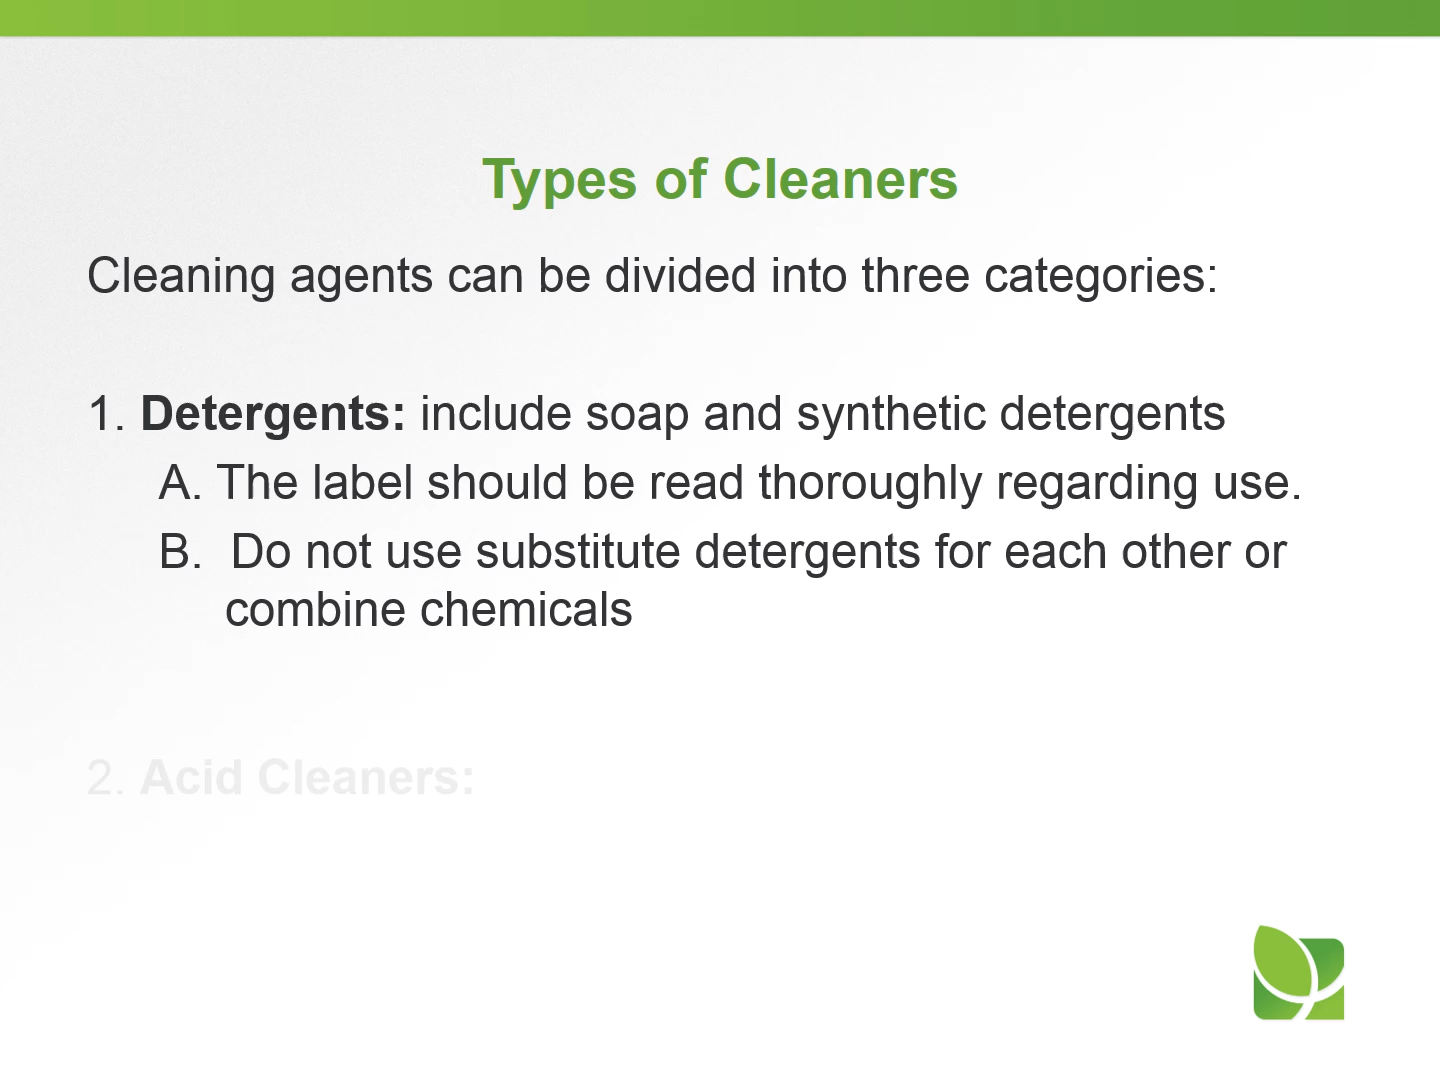 Types of Cleaners
Cleaning agents can be divided into three categories:
1. Detergents: include soap and synthetic detergents
A. The label should be read thoroughly regarding use.
B. Do not use substitute detergents for each other or
combine chemicals
2. Acid Cleaners: